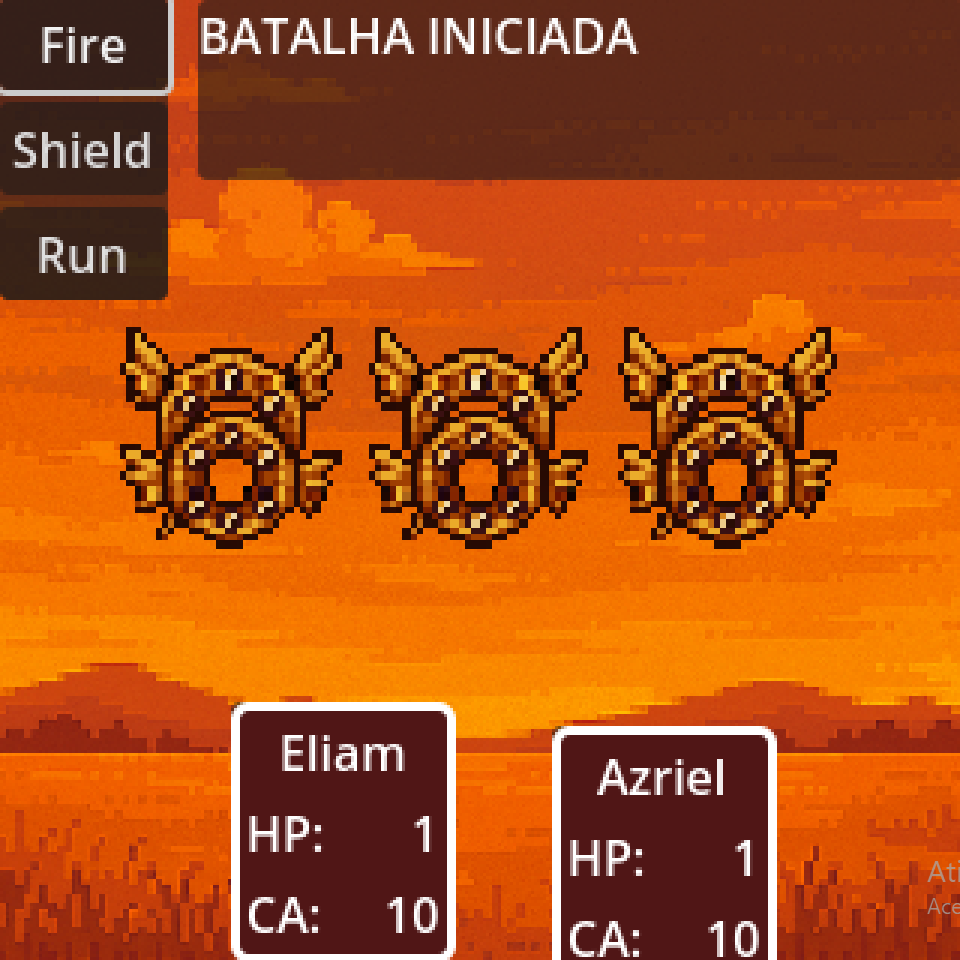 Fire
BATALHA INICIADA
Shield
Run
Eliam
HP: 1
CA: 10
Azriel
HP: 1
CA: 10